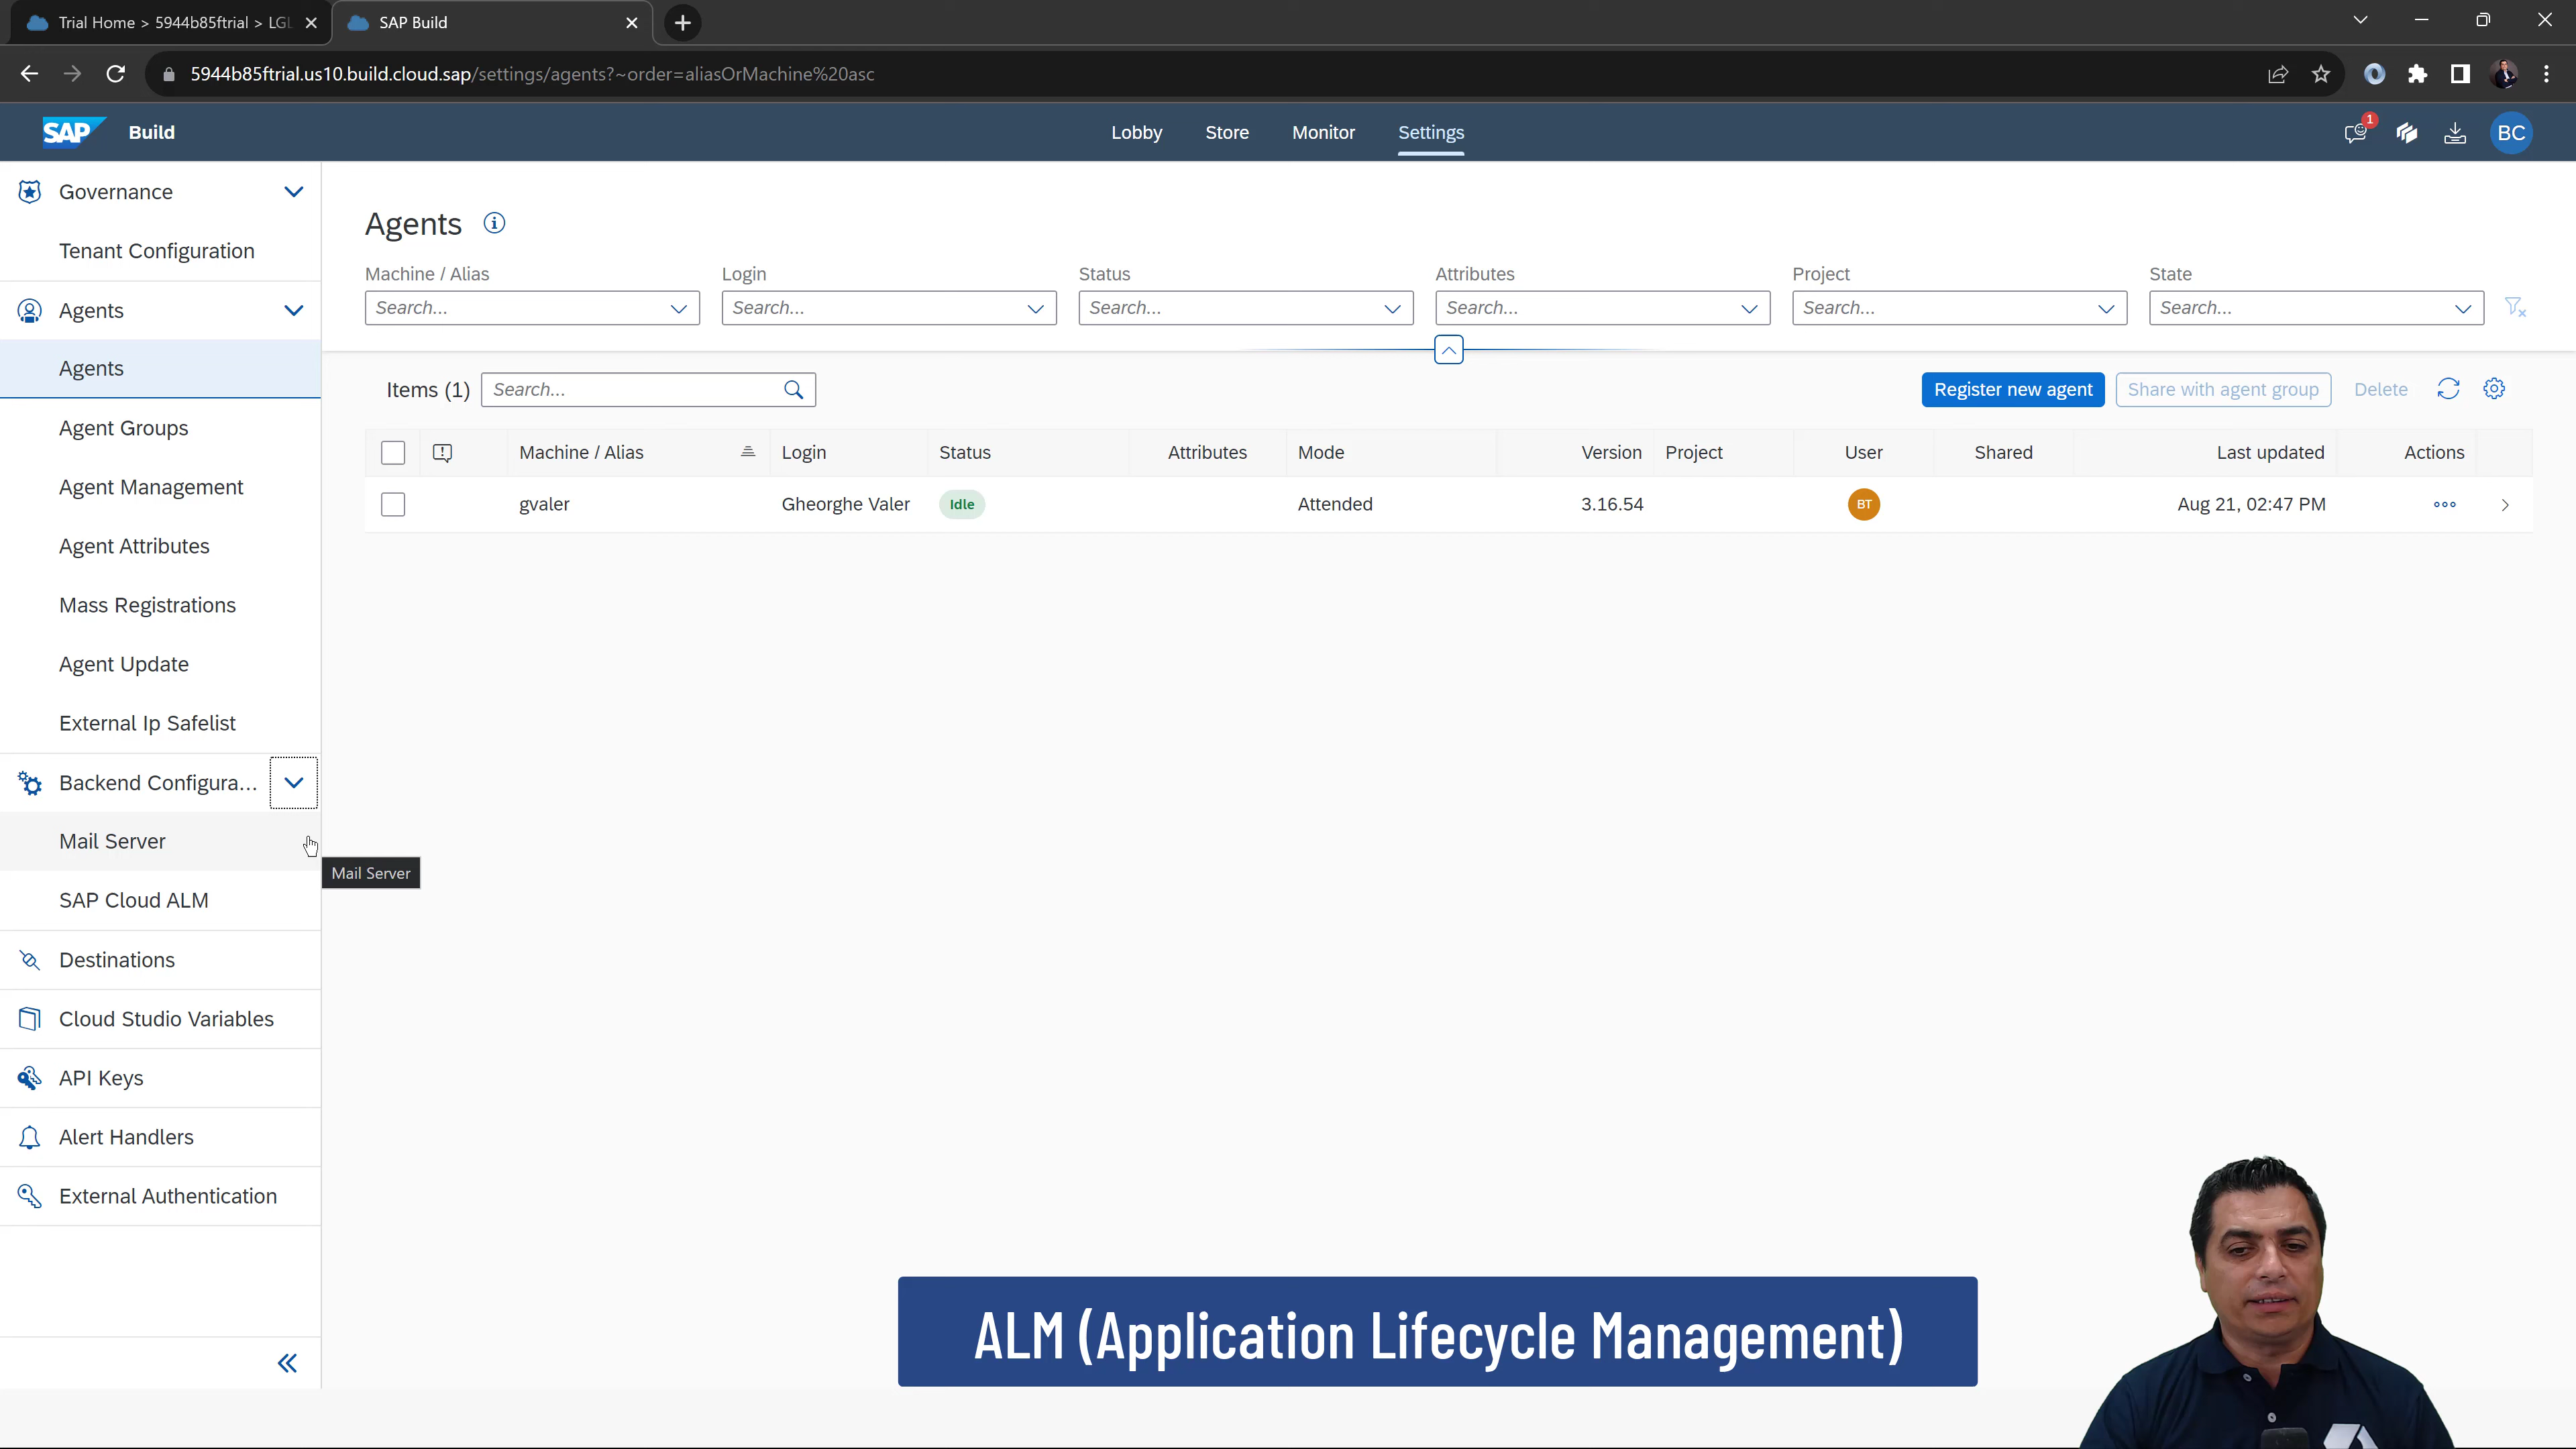 Trial Home > 5944b85ftrial > LGL
SAP Build
5944b85ftrial.us10.build.cloud.sap/settings/agents?~order=aliasOrMachine%20asc
SAP Build
Lobby Store Monitor Settings
1
BC
Governance
Tenant Configuration
Agents
Agents
Agent Groups
Agent Management
Agent Attributes
Mass Registrations
Agent Update
External Ip Safelist
Backend Configura...
Mail Server
Mail Server
SAP Cloud ALM
Destinations
Cloud Studio Variables
API Keys
Alert Handlers
External Authentication
Agents
Machine / Alias Login Status Attributes Project State
Search... Search... Search... Search... Search... Search...
Items (1) Search... Register new agent Share with agent group Delete
Machine / Alias Login Status Attributes Mode Version Project User Shared Last updated Actions
gvaler Gheorghe Valer Idle Attended 3.16.54 BT Aug 21, 02:47 PM
ALM (Application Lifecycle Management)